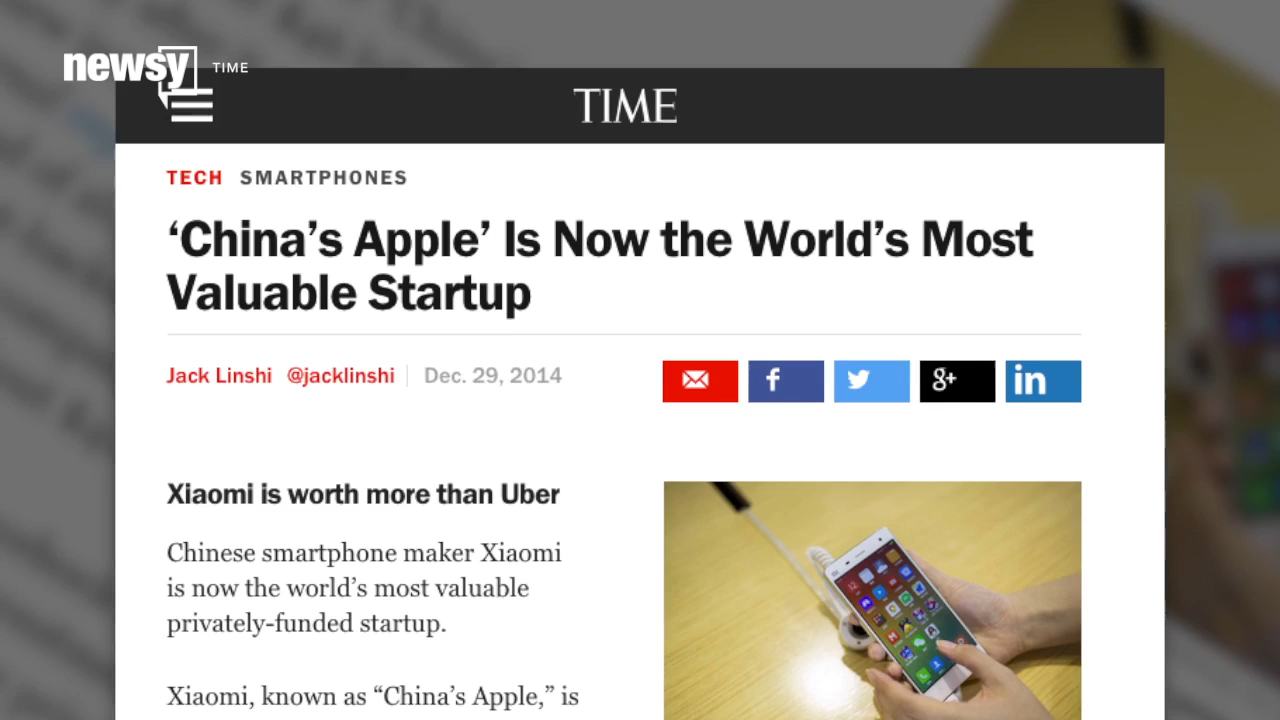 newsy
TIME
TIME
TECH SMARTPHONES
‘China’s Apple’ Is Now the World’s Most
Valuable Startup
Jack Linshi @jacklinshi Dec. 29, 2014
f g+ in
Xiaomi is worth more than Uber
Chinese smartphone maker Xiaomi
is now the world’s most valuable
privately-funded startup.
Xiaomi, known as “China’s Apple,” is